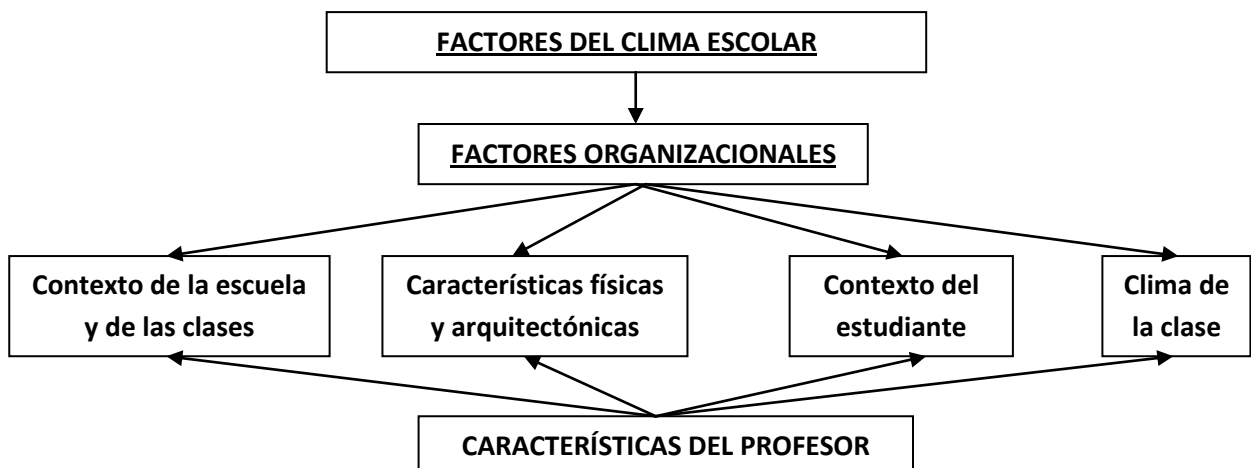 FACTORES DEL CLIMA ESCOLAR
FACTORES ORGANIZACIONALES
Contexto de la escuela
y de las clases
Características físicas
y arquitectónicas
Contexto del
estudiante
Clima de
la clase
CARACTERÍSTICAS DEL PROFESOR